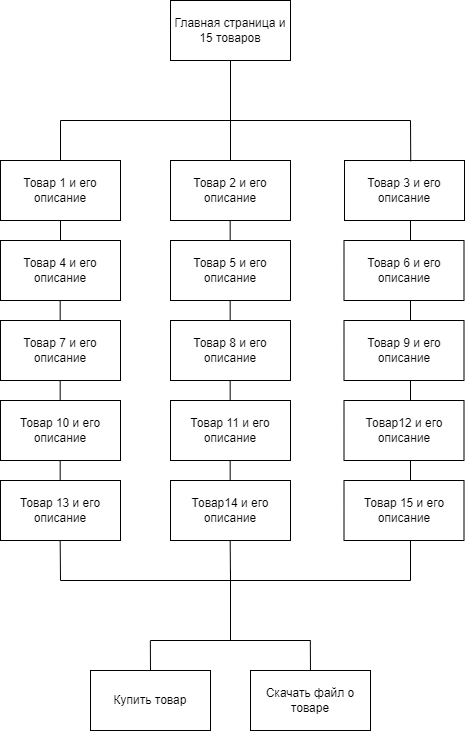 Главная страница и
15 товаров
Товар 1 и его
описание
Товар 2 и его
описание
Товар 3 и его
описание
Товар 4 и его
описание
Товар 5 и его
описание
Товар 6 и его
описание
Товар 7 и его
описание
Товар 8 и его
описание
Товар 9 и его
описание
Товар 10 и его
описание
Товар 11 и его
описание
Товар12 и его
описание
Товар 13 и его
описание
Товар14 и его
описание
Товар 15 и его
описание
Купить товар
Скачать файл о
товаре